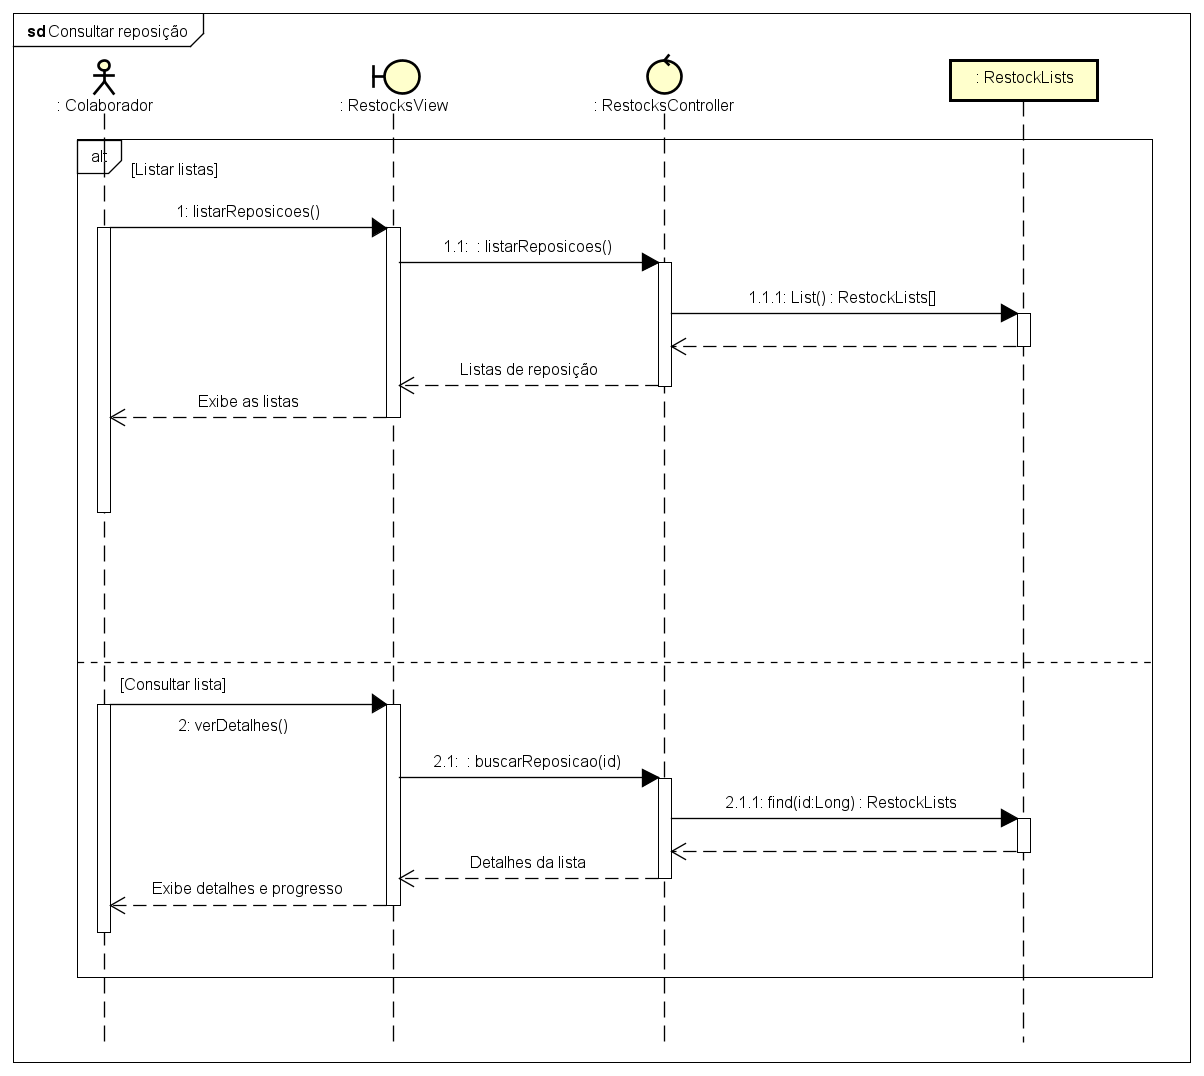 sd Consultar reposição
: Colaborador
: RestocksView
: RestocksController
: RestockLists
alt
[Listar listas]
1: listarReposicoes()
1.1:  : listarReposicoes()
1.1.1: List() : RestockLists[]
Listas de reposição
Exibe as listas
[Consultar lista]
2: verDetalhes()
2.1:  : buscarReposicao(id)
2.1.1: find(id:Long) : RestockLists
Detalhes da lista
Exibe detalhes e progresso